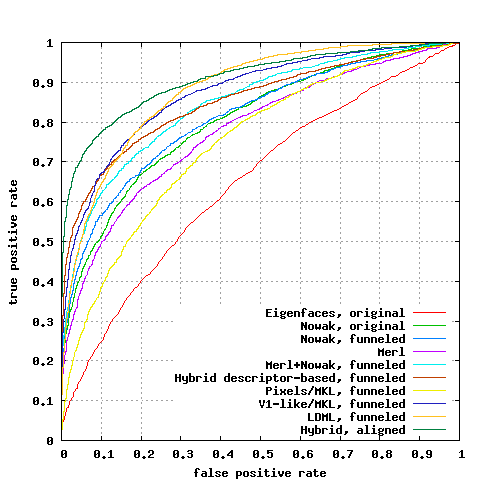 1
0.9
0.8
0.7
0.6
0.5
0.4
0.3
0.2
0.1
0
true positive rate
Eigenfaces, original
Nowak, original
Nowak, funneled
Merl
Merl+Nowak, funneled
Hybrid descriptor-based, funneled
Pixels/MKL, funneled
V1-like/MKL, funneled
LDML, funneled
Hybrid, aligned
0 0.1 0.2 0.3 0.4 0.5 0.6 0.7 0.8 0.9 1
false positive rate